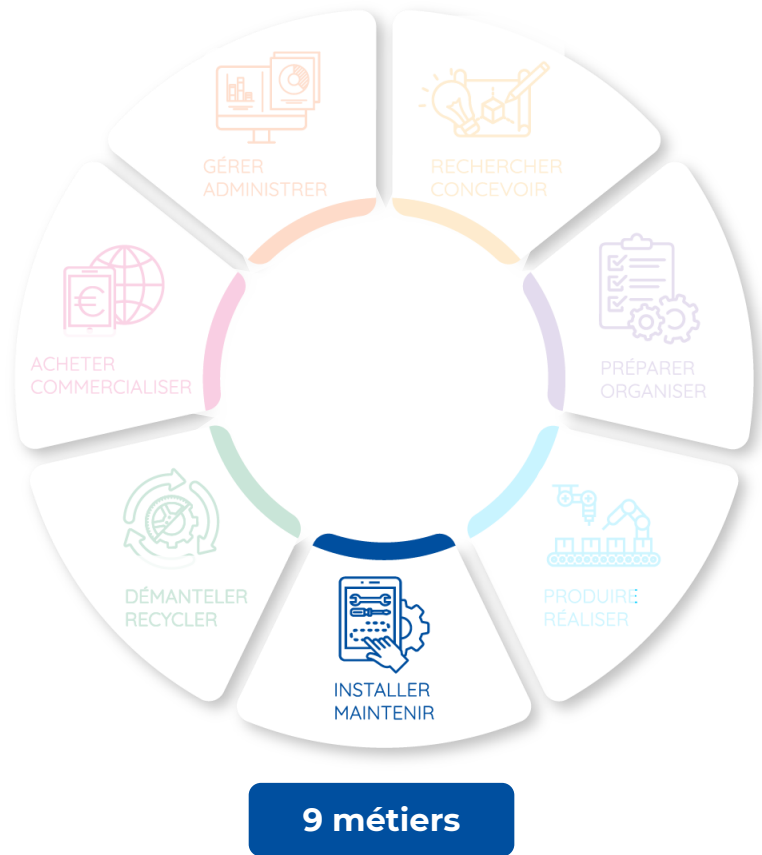 GÉRER
ADMINISTRER
RECHERCHER
CONCEVOIR
PRÉPARER
ORGANISER
PRODUIRE
RÉALISER
INSTALLER
MAINTENIR
DÉMANTELER
RECYCLER
ACHETER
COMMERCIALISER
9 métiers